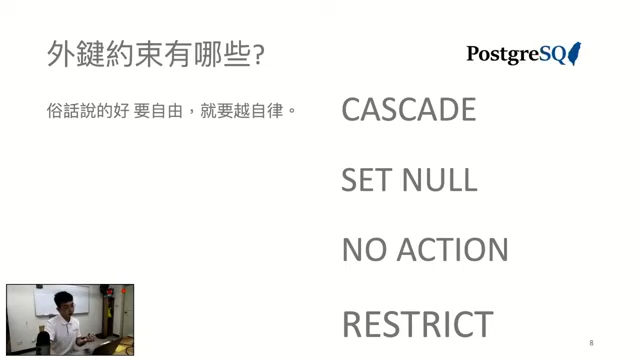 外鍵約束有哪些?
PostgreSQ
俗話說的好 要自由，就要越自律。
CASCADE
SET NULL
NO ACTION
RESTRICT
8